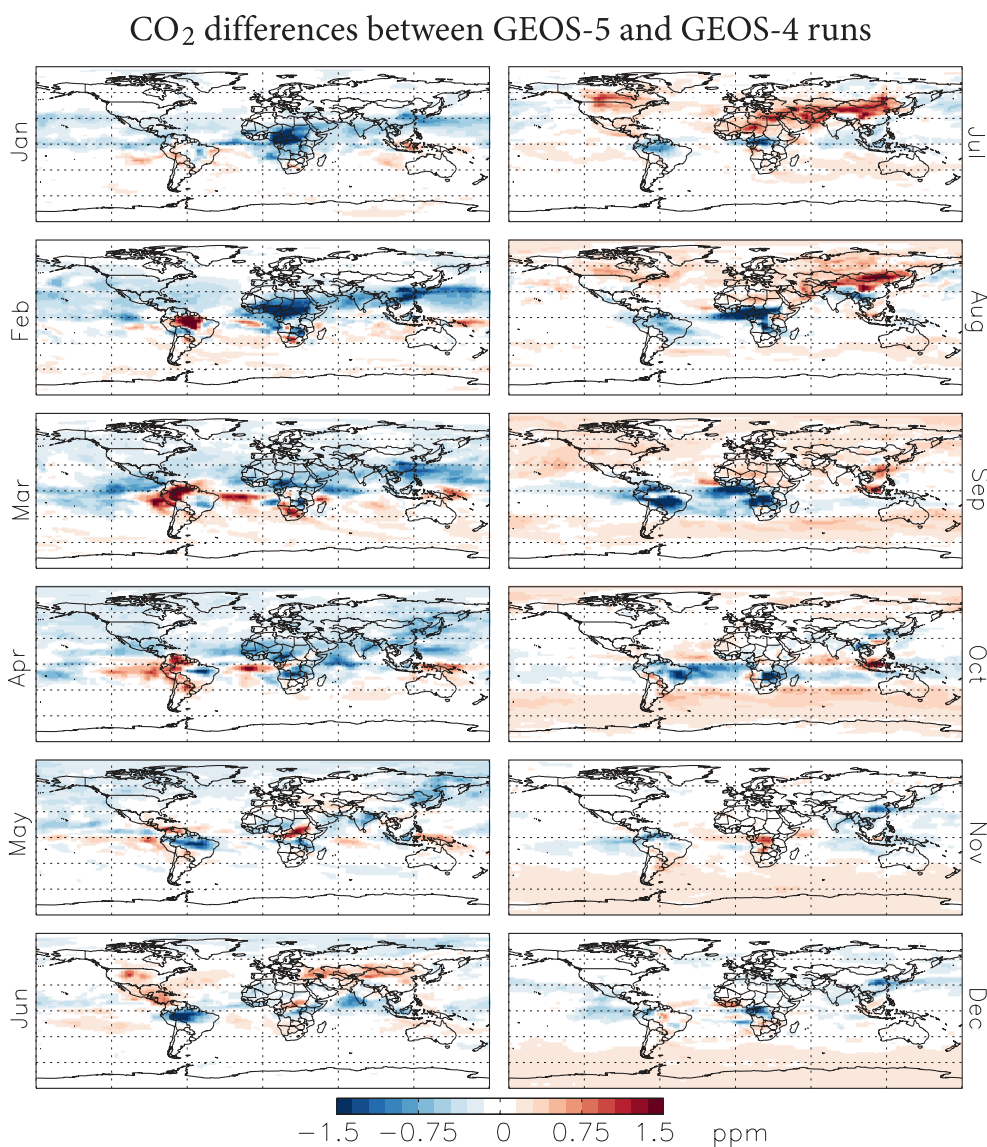 CO₂ differences between GEOS-5 and GEOS-4 runs
Jan
Jul
Feb
Aug
Mar
Sep
Apr
Oct
May
Nov
Jun
Dec
−1.5 −0.75 0 0.75 1.5 ppm